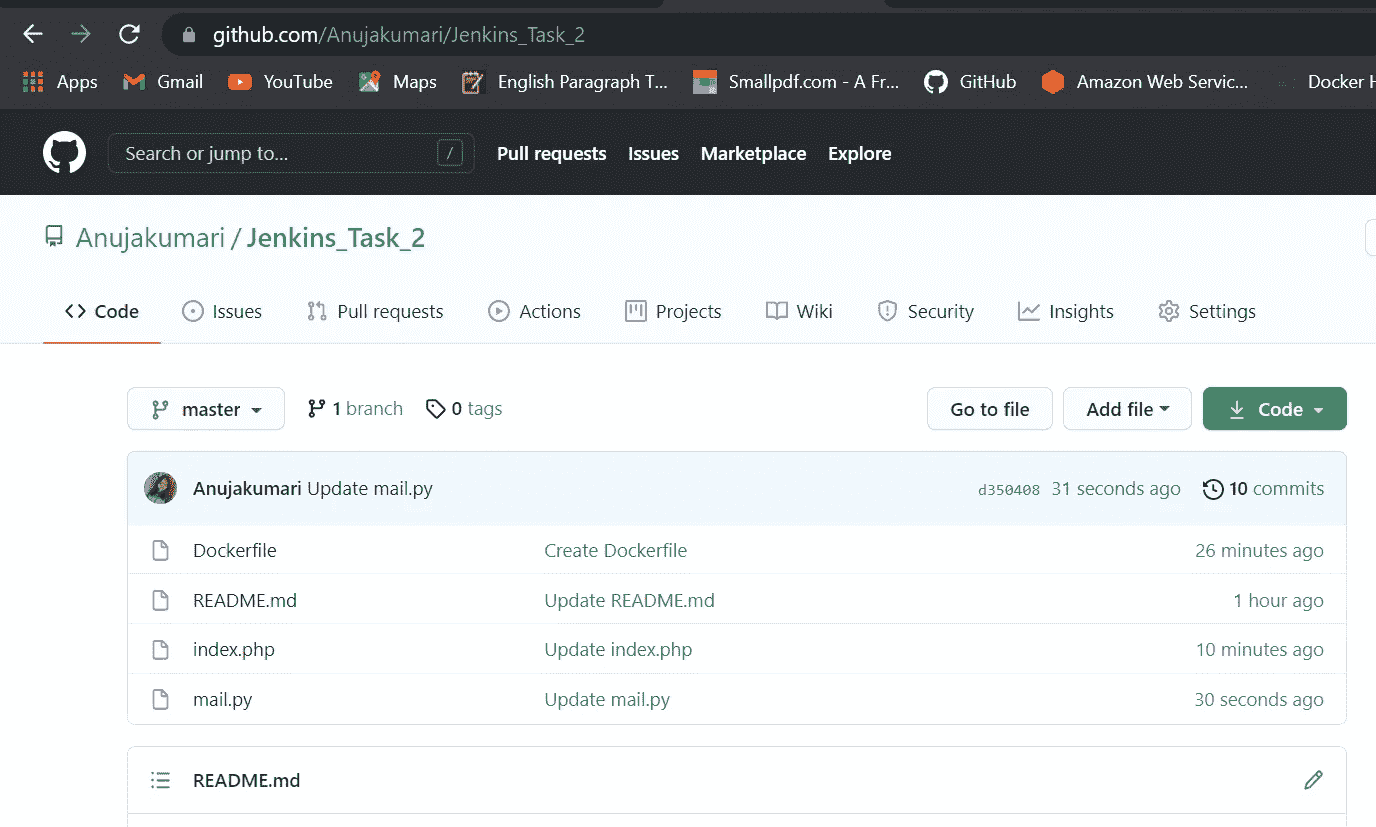 github.com/Anujakumari/Jenkins_Task_2
Apps Gmail YouTube Maps English Paragraph T... Smallpdf.com - A Fr... GitHub Amazon Web Servic... Docker H
Search or jump to... / Pull requests Issues Marketplace Explore
Anujakumari / Jenkins_Task_2
<> Code Issues Pull requests Actions Projects Wiki Security Insights Settings
master 1 branch 0 tags Go to file Add file Code
Anujakumari Update mail.py d350408 31 seconds ago 10 commits
Dockerfile Create Dockerfile 26 minutes ago
README.md Update README.md 1 hour ago
index.php Update index.php 10 minutes ago
mail.py Update mail.py 30 seconds ago
README.md